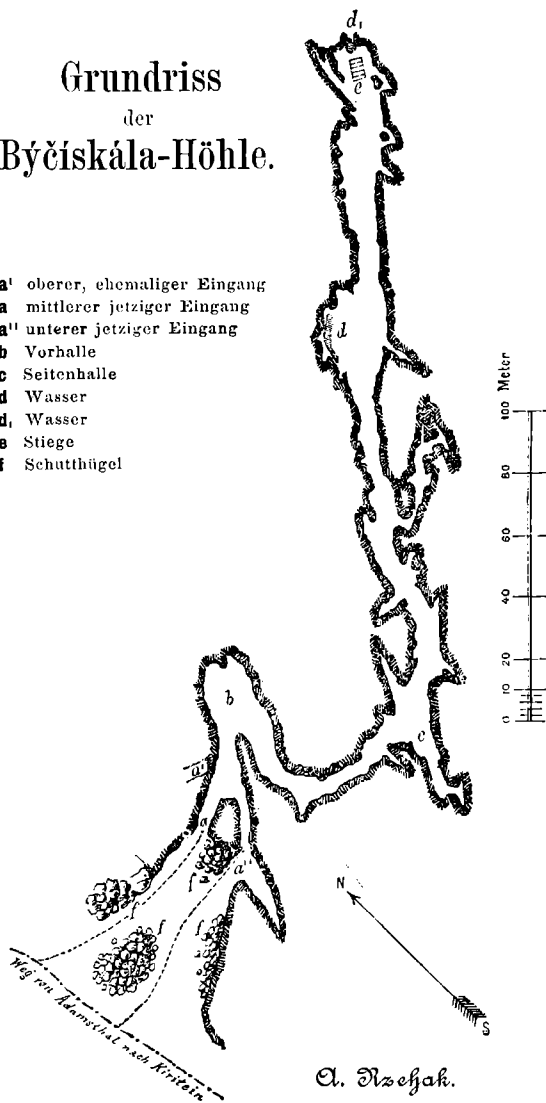 Grundriss
der
Býčískála-Höhle.
a' oberer, ehemaliger Eingang
a mittlerer jetziger Eingang
a'' unterer jetziger Eingang
b Vorhalle
c Seitenhalle
d Wasser
d, Wasser
e Stiege
f Schutthügel
d,
e
d
100 Meter
80
60
40
20
10
0
b
c
a'
a
a''
f
f
f
f
N
S
Weg von Adamsthal nach Kiritein
A. Rzehak.